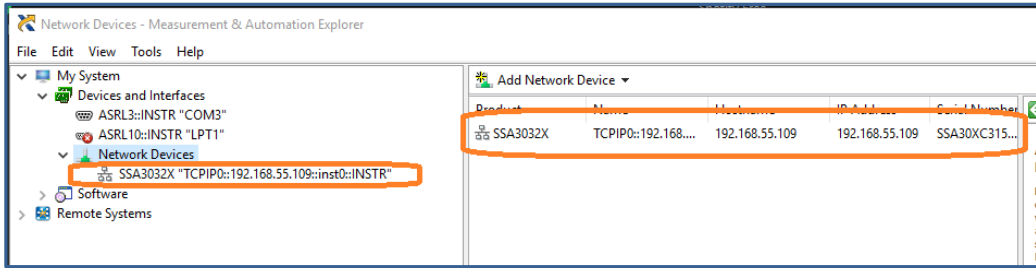 Network Devices - Measurement & Automation Explorer
File Edit View Tools Help
My System
Devices and Interfaces
ASRL3::INSTR "COM3"
ASRL10::INSTR "LPT1"
Network Devices
SSA3032X "TCPIP0::192.168.55.109::inst0::INSTR"
Software
Remote Systems
Add Network Device
Product Name Hostname IP Address Serial Number
SSA3032X TCPIP0::192.168.... 192.168.55.109 192.168.55.109 SSA30XC315...